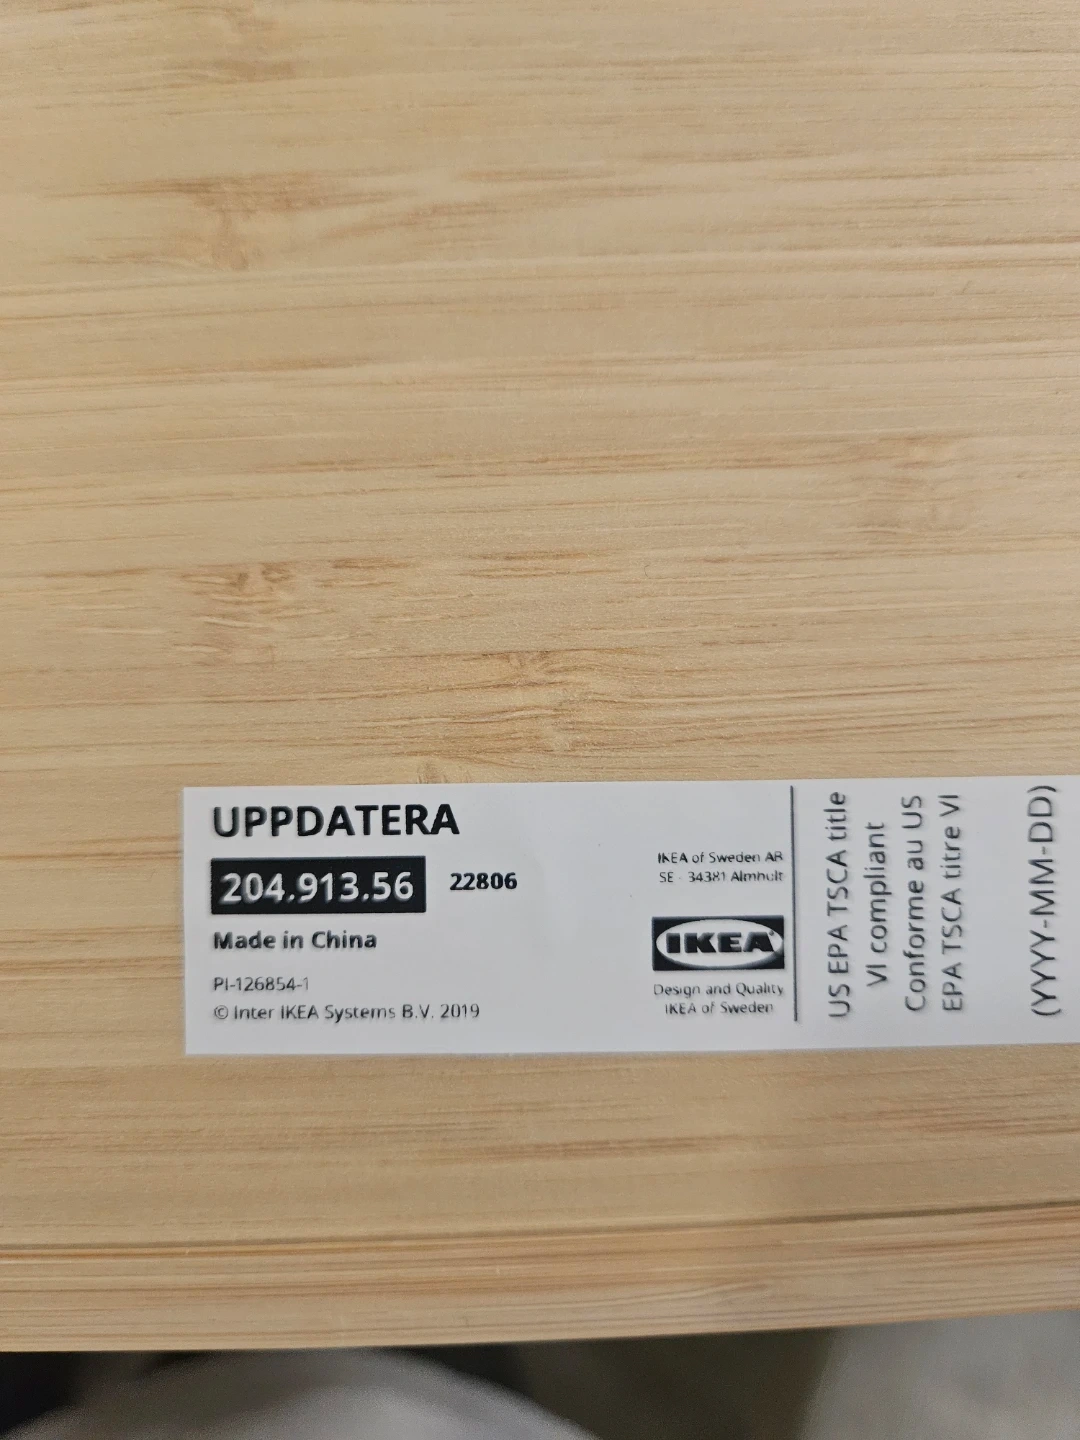 UPPDATERA
204.913.56 22806
Made in China
PI-126854-1
© Inter IKEA Systems B.V. 2019
IKEA of Sweden AB
SE - 34381 Älmhult
IKEA®
Design and Quality
IKEA of Sweden
US EPA TSCA title
VI compliant
Conforme au US
EPA TSCA titre VI
(YYYY-MM-DD)